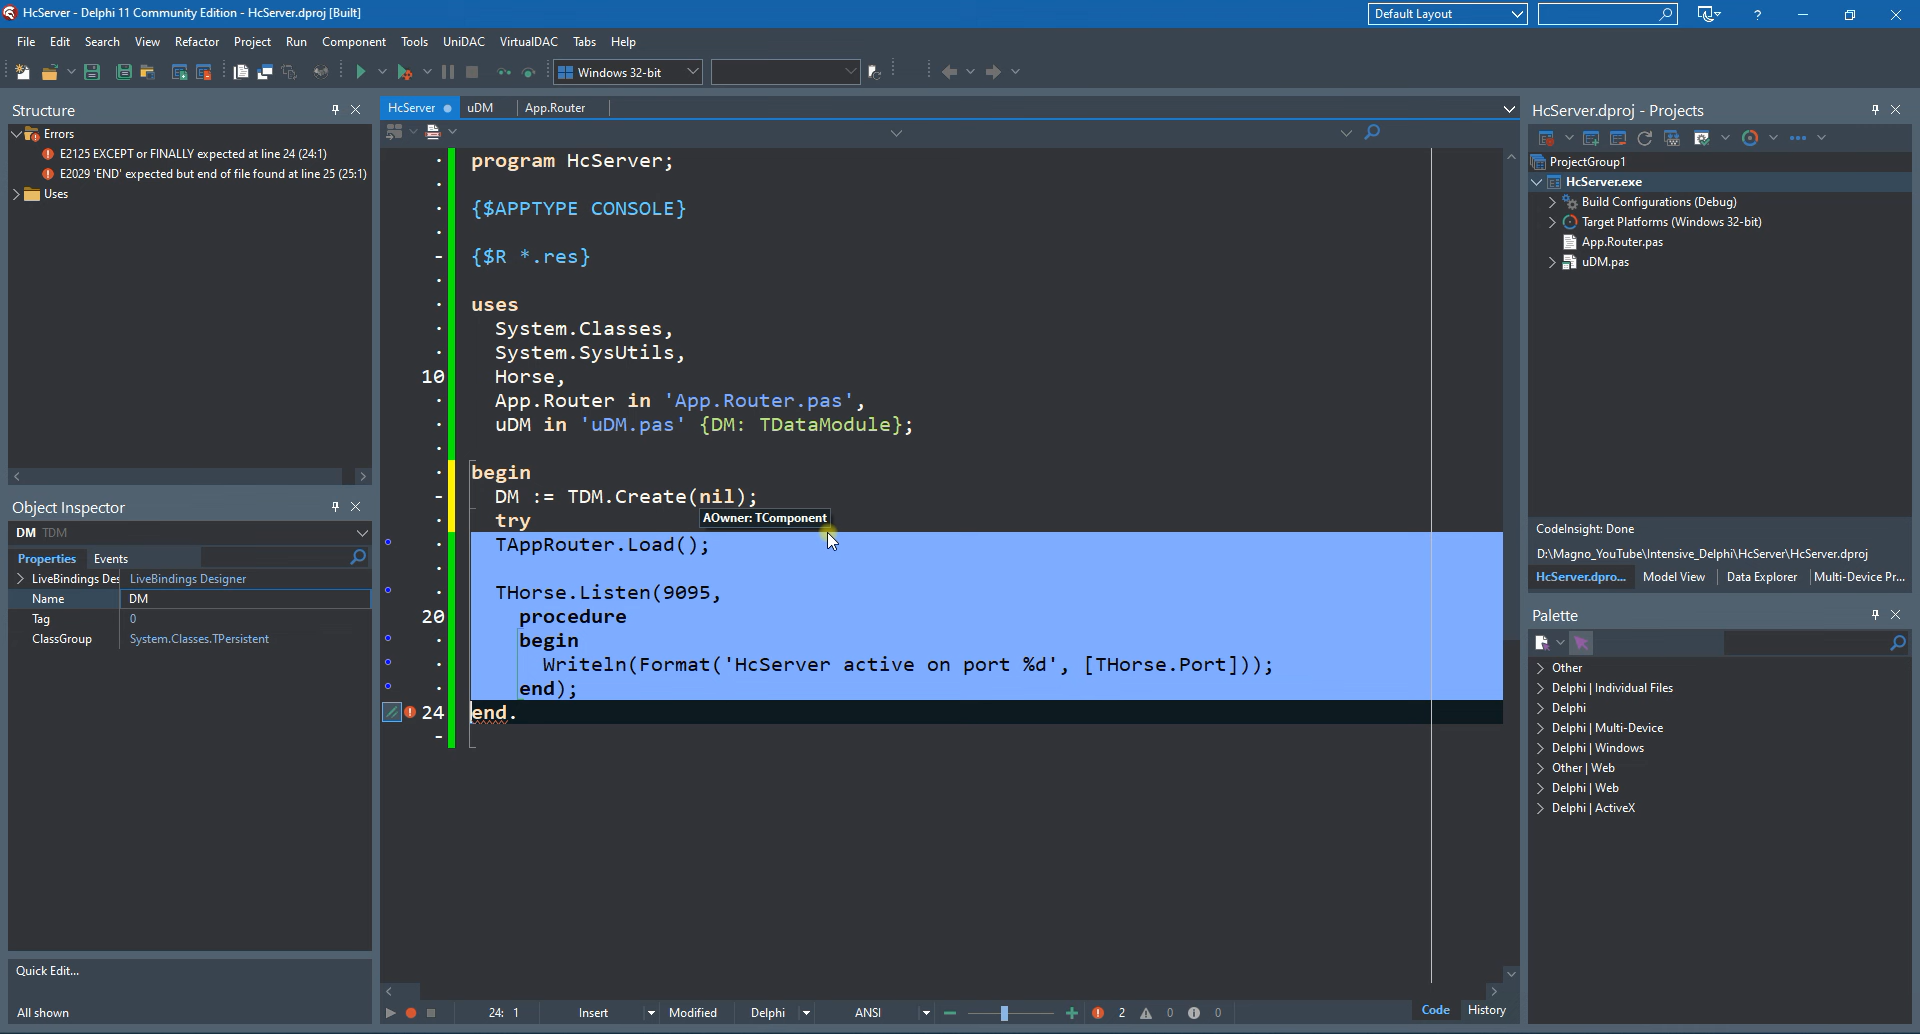 HcServer - Delphi 11 Community Edition - HcServer.dproj [Built]
Default Layout
?
File Edit Search View Refactor Project Run Component Tools UniDAC VirtualDAC Tabs Help
Windows 32-bit
Structure
Errors
E2125 EXCEPT or FINALLY expected at line 24 (24:1)
E2029 'END' expected but end of file found at line 25 (25:1)
Uses
Object Inspector
DM TDM
Properties Events
LiveBindings Des LiveBindings Designer
Name DM
Tag 0
ClassGroup System.Classes.TPersistent
Quick Edit...
All shown
HcServer uDM App.Router
program HcServer;
{$APPTYPE CONSOLE}
{$R *.res}
uses
System.Classes,
System.SysUtils,
10 Horse,
App.Router in 'App.Router.pas',
uDM in 'uDM.pas' {DM: TDataModule};
begin
DM := TDM.Create(nil);
try
AOwner: TComponent
TAppRouter.Load();
THorse.Listen(9095,
20 procedure
begin
Writeln(Format('HcServer active on port %d', [THorse.Port]));
end);
24 end.
24: 1 Insert Modified Delphi ANSI 2 0 0 Code History
HcServer.dproj - Projects
ProjectGroup1
HcServer.exe
Build Configurations (Debug)
Target Platforms (Windows 32-bit)
App.Router.pas
uDM.pas
CodeInsight: Done
D:\Magno_YouTube\Intensive_Delphi\HcServer\HcServer.dproj
HcServer.dpro... Model View Data Explorer Multi-Device Pr...
Palette
Other
Delphi | Individual Files
Delphi
Delphi | Multi-Device
Delphi | Windows
Other | Web
Delphi | Web
Delphi | ActiveX